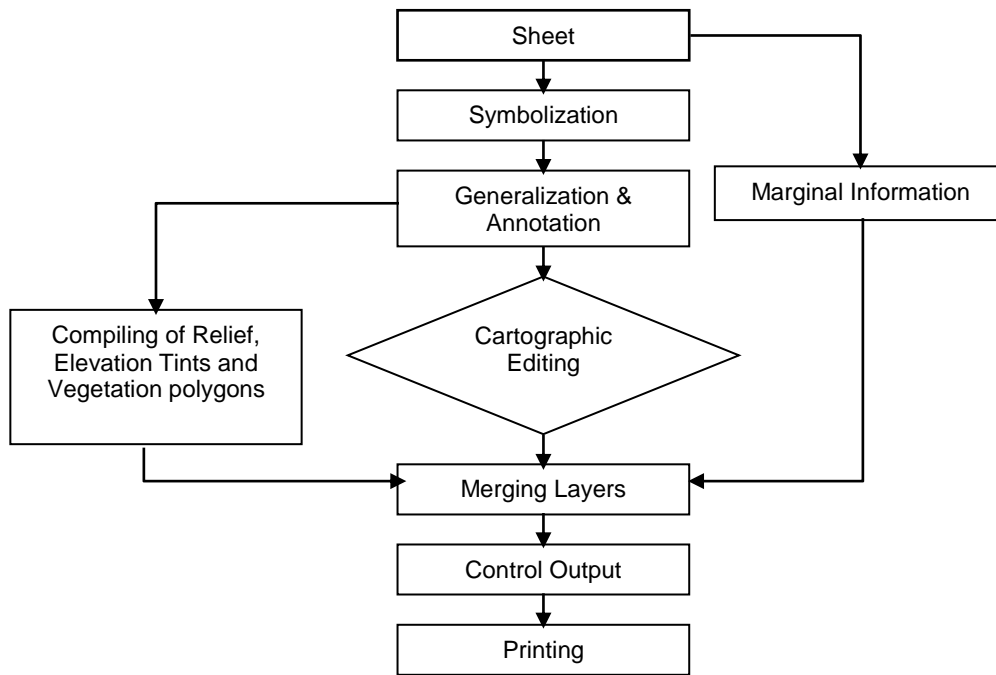 Sheet
Symbolization
Generalization &
Annotation
Marginal Information
Compiling of Relief,
Elevation Tints and
Vegetation polygons
Cartographic
Editing
Merging Layers
Control Output
Printing